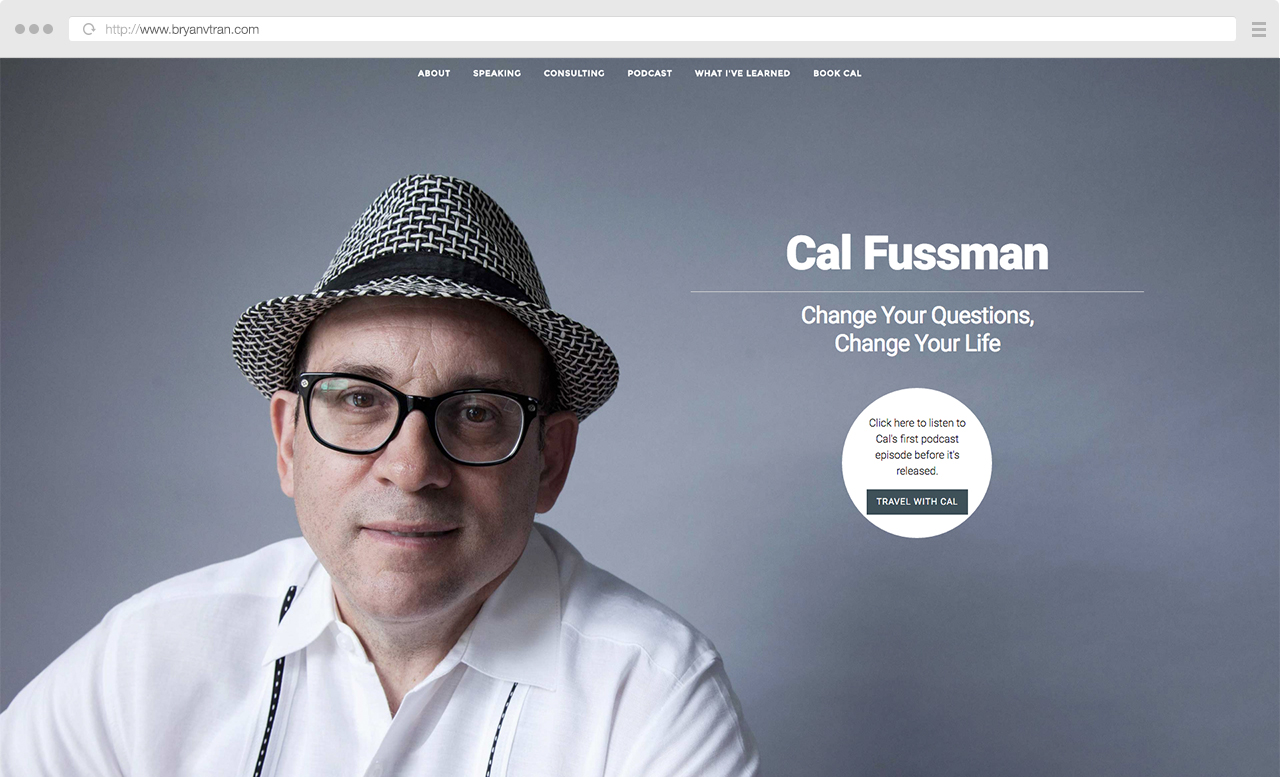 http://www.bryanvtran.com
ABOUT SPEAKING CONSULTING PODCAST WHAT I'VE LEARNED BOOK CAL
Cal Fussman
Change Your Questions,
Change Your Life
Click here to listen to
Cal's first podcast
episode before it's
released.
TRAVEL WITH CAL